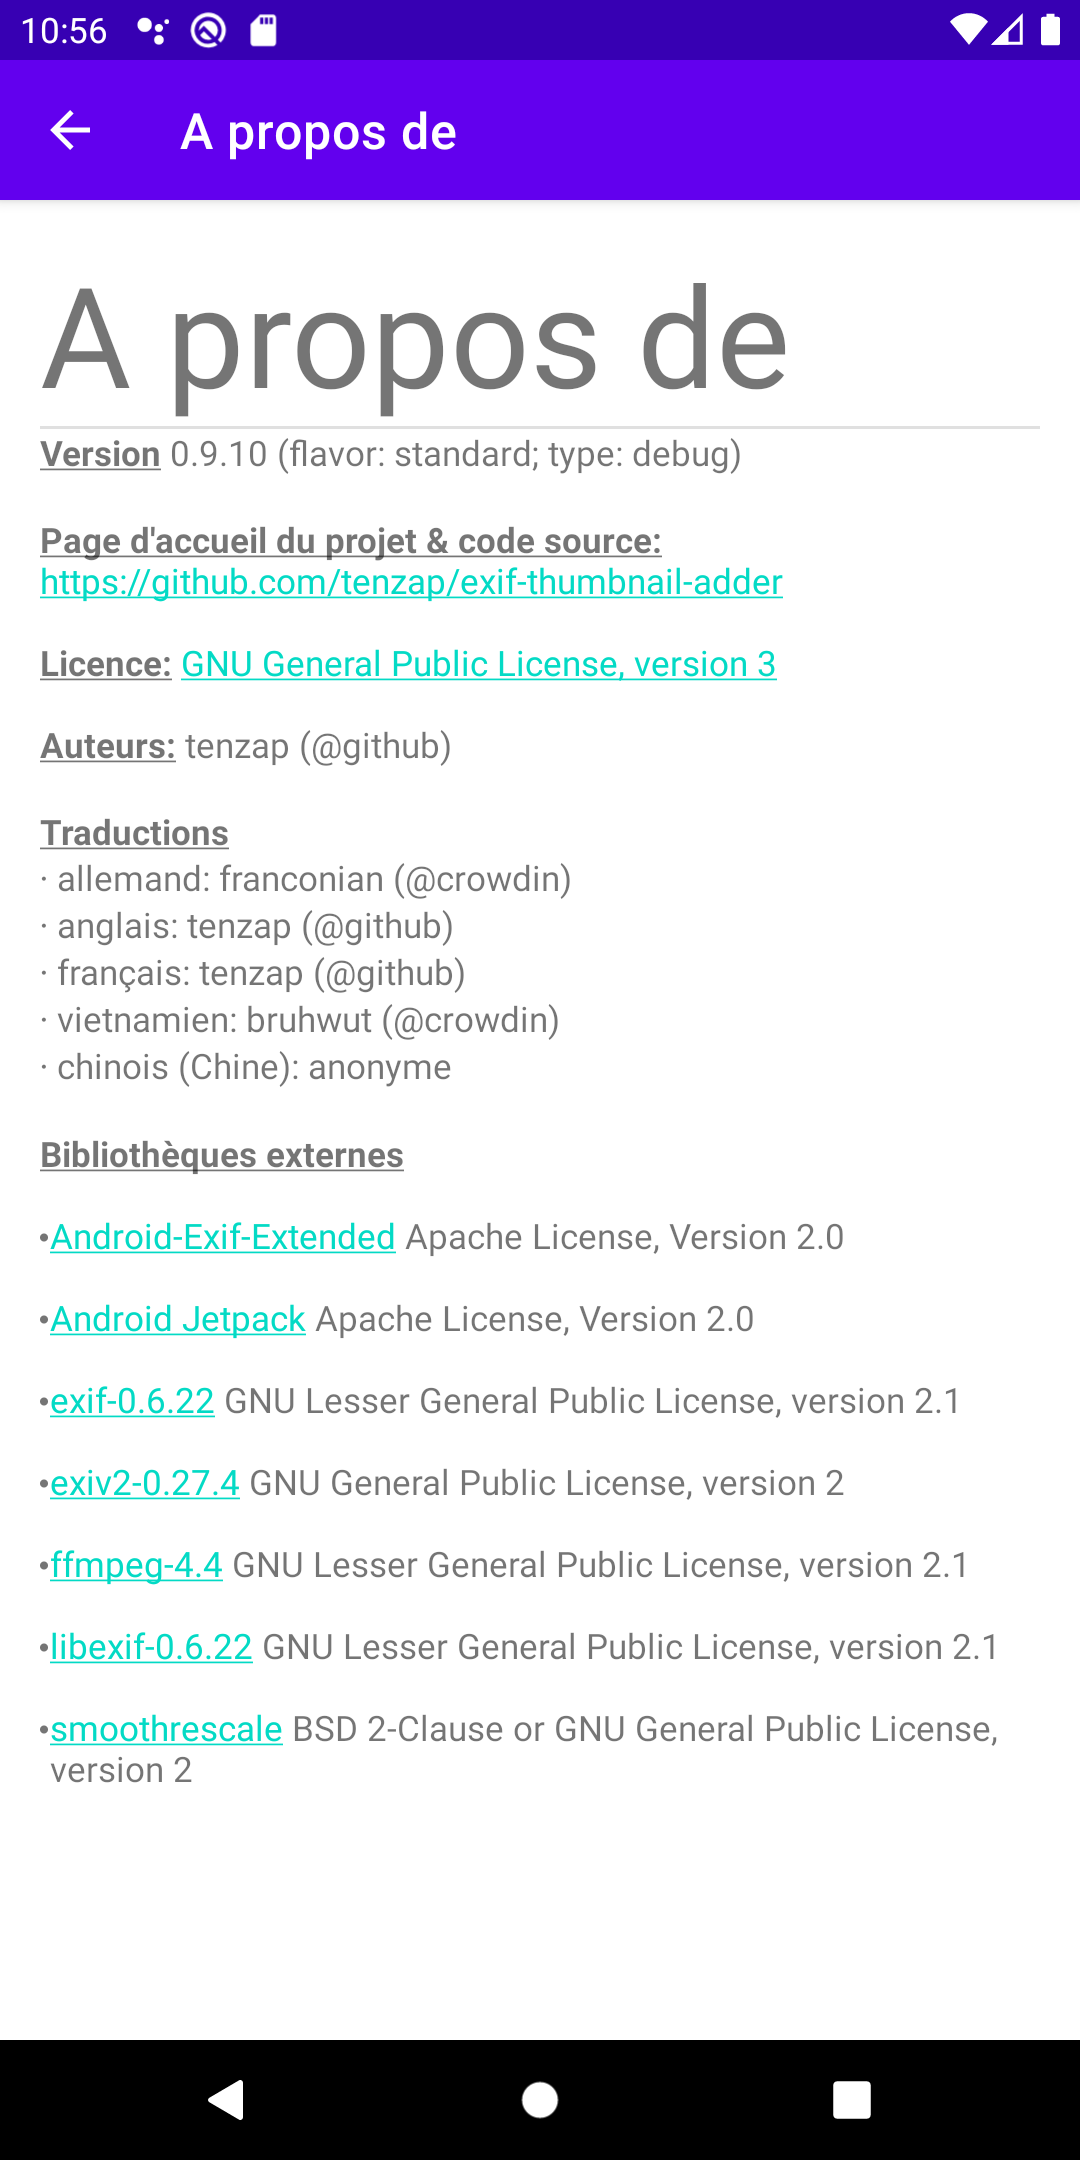 10:56
A propos de
A propos de
Version 0.9.10 (flavor: standard; type: debug)
Page d'accueil du projet & code source:
https://github.com/tenzap/exif-thumbnail-adder
Licence: GNU General Public License, version 3
Auteurs: tenzap (@github)
Traductions
· allemand: franconian (@crowdin)
· anglais: tenzap (@github)
· français: tenzap (@github)
· vietnamien: bruhwut (@crowdin)
· chinois (Chine): anonyme
Bibliothèques externes
•Android-Exif-Extended Apache License, Version 2.0
•Android Jetpack Apache License, Version 2.0
•exif-0.6.22 GNU Lesser General Public License, version 2.1
•exiv2-0.27.4 GNU General Public License, version 2
•ffmpeg-4.4 GNU Lesser General Public License, version 2.1
•libexif-0.6.22 GNU Lesser General Public License, version 2.1
•smoothrescale BSD 2-Clause or GNU General Public License,
version 2